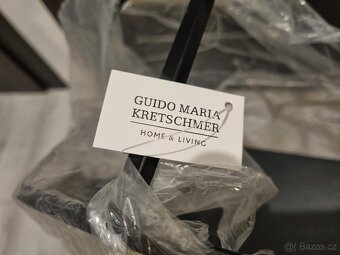 GUIDO MARIA
KRETSCHMER
HOME & LIVING
Bazos.cz